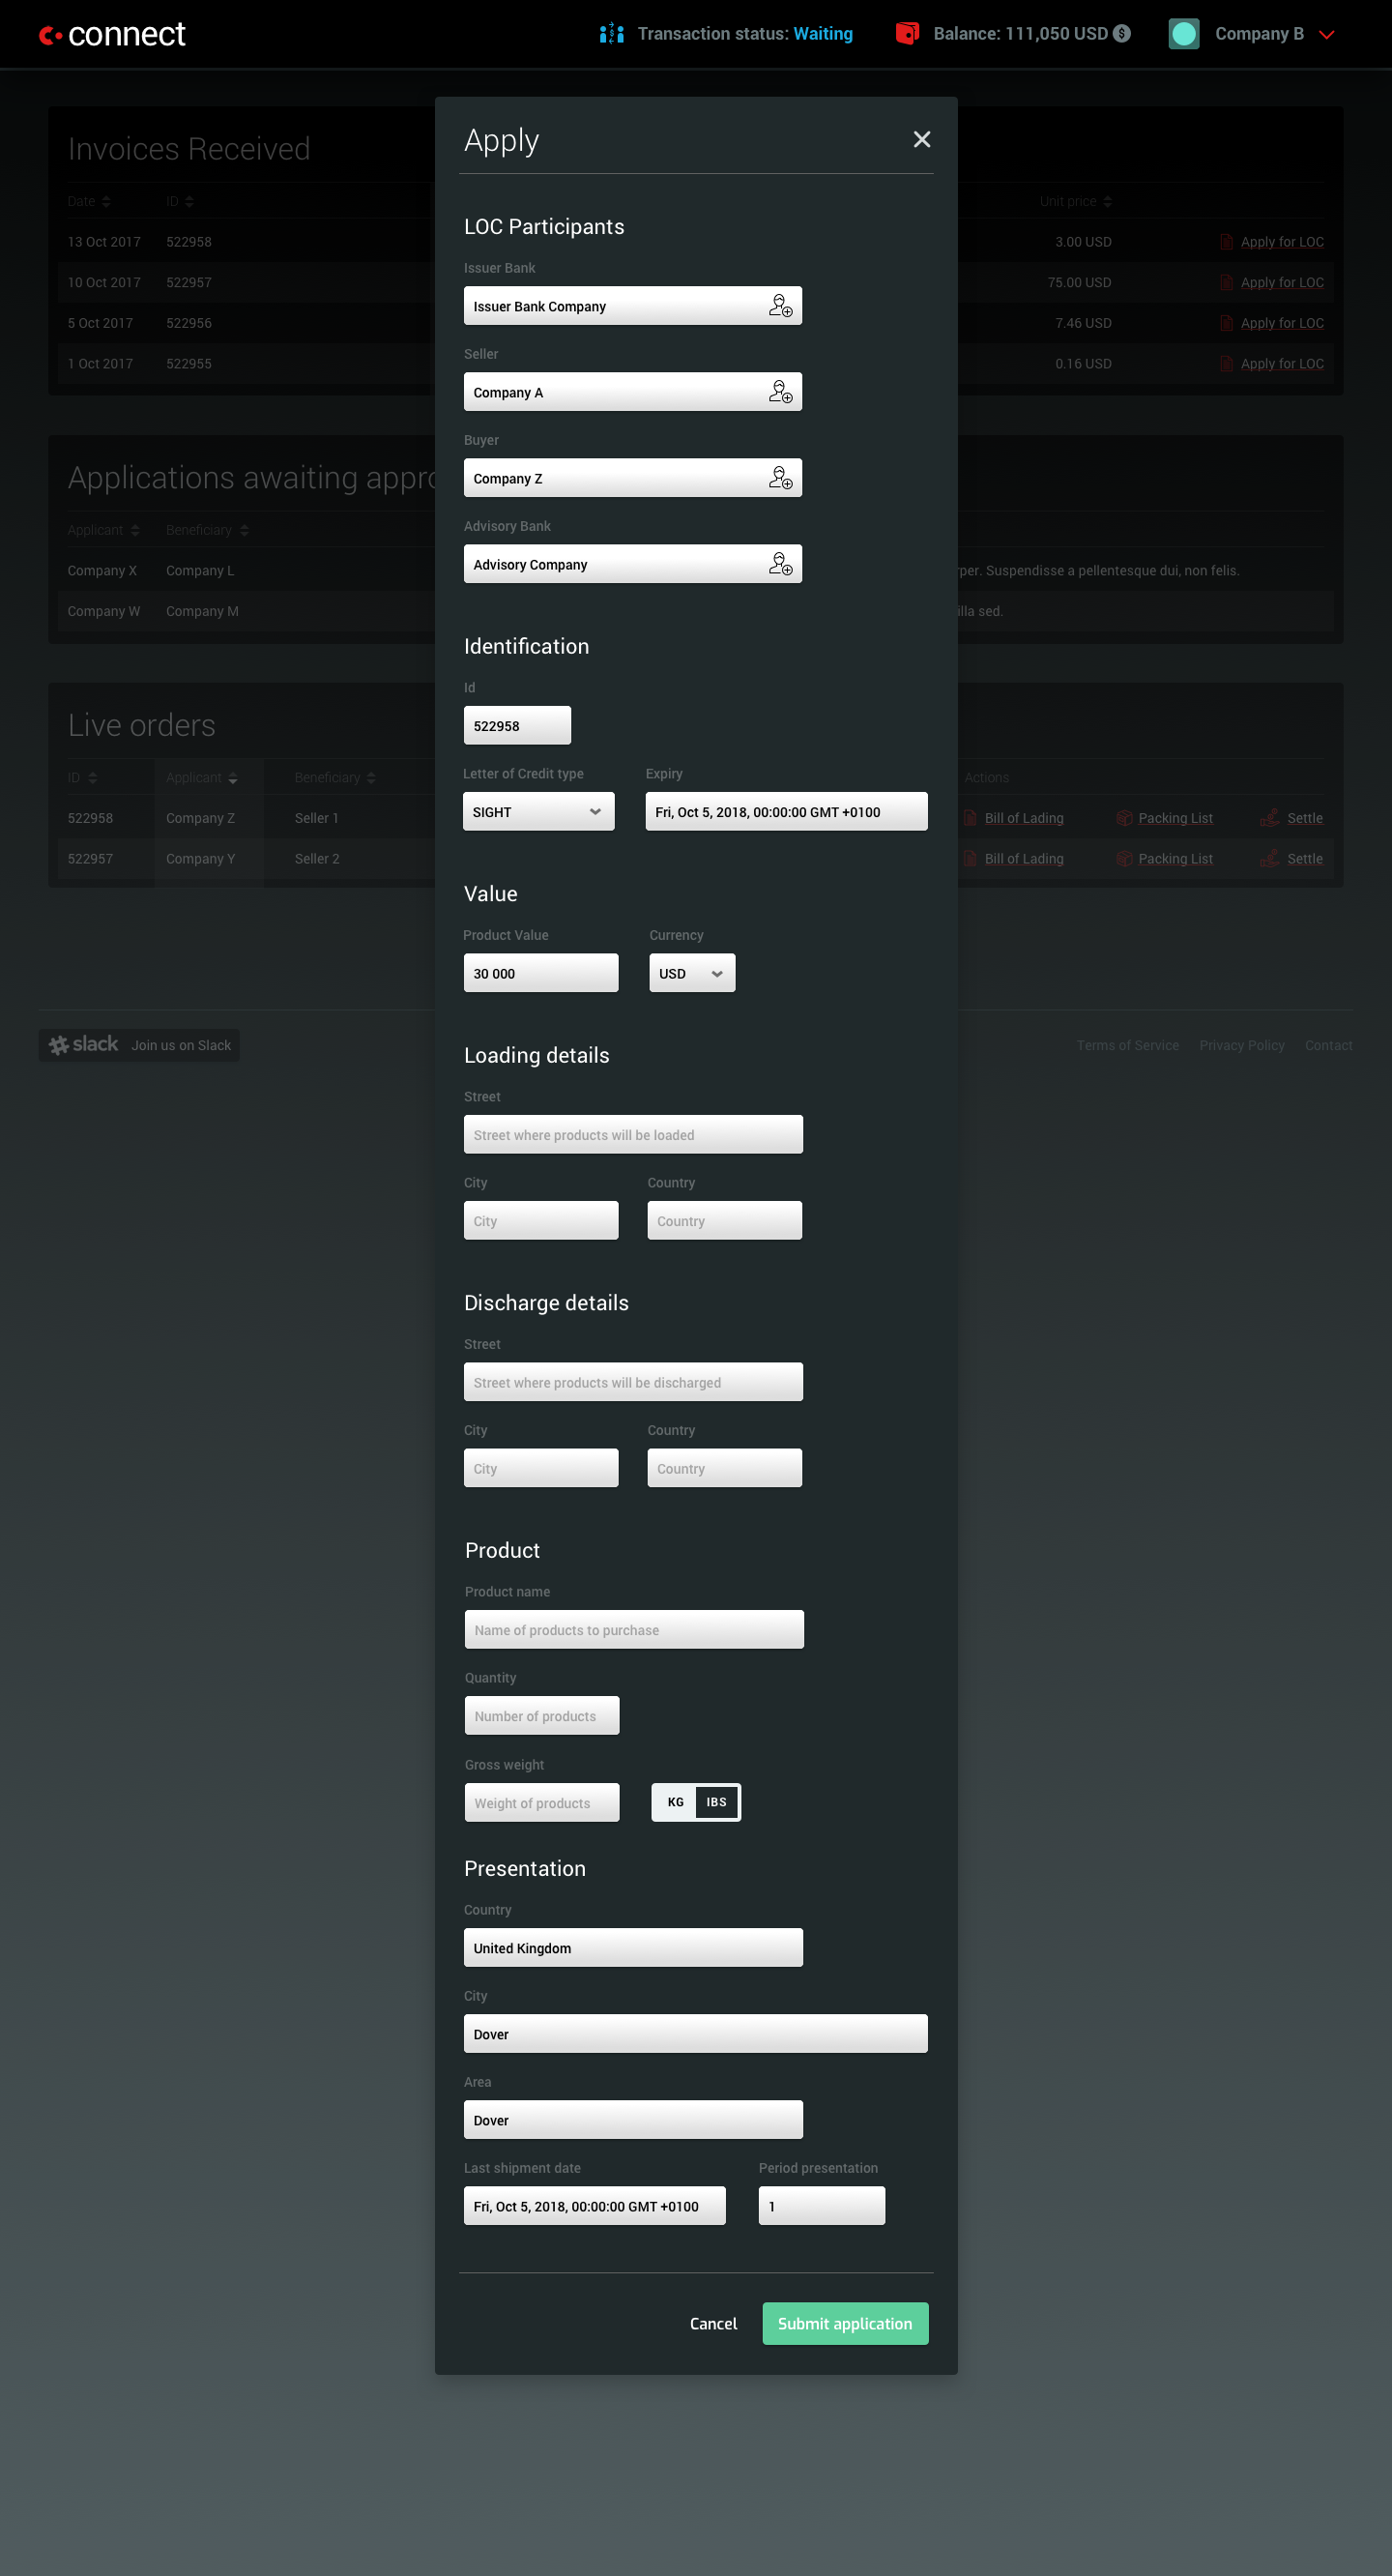 connect
Transaction status: Waiting
Balance: 111,050 USD $
Company B
Invoices Received
Date ID Unit price
13 Oct 2017 522958 3.00 USD Apply for LOC
10 Oct 2017 522957 75.00 USD Apply for LOC
5 Oct 2017 522956 7.46 USD Apply for LOC
1 Oct 2017 522955 0.16 USD Apply for LOC
Applications awaiting appro
Applicant Beneficiary
Company X Company L rper. Suspendisse a pellentesque dui, non felis.
Company W Company M illa sed.
Live orders
ID Applicant Beneficiary Actions
522958 Company Z Seller 1 Bill of Lading Packing List Settle
522957 Company Y Seller 2 Bill of Lading Packing List Settle
slack Join us on Slack
Terms of Service Privacy Policy Contact
Apply
LOC Participants
Issuer Bank
Issuer Bank Company
Seller
Company A
Buyer
Company Z
Advisory Bank
Advisory Company
Identification
Id
522958
Letter of Credit type Expiry
SIGHT Fri, Oct 5, 2018, 00:00:00 GMT +0100
Value
Product Value Currency
30 000 USD
Loading details
Street
Street where products will be loaded
City Country
City Country
Discharge details
Street
Street where products will be discharged
City Country
City Country
Product
Product name
Name of products to purchase
Quantity
Number of products
Gross weight
Weight of products KG IBS
Presentation
Country
United Kingdom
City
Dover
Area
Dover
Last shipment date Period presentation
Fri, Oct 5, 2018, 00:00:00 GMT +0100 1
Cancel Submit application